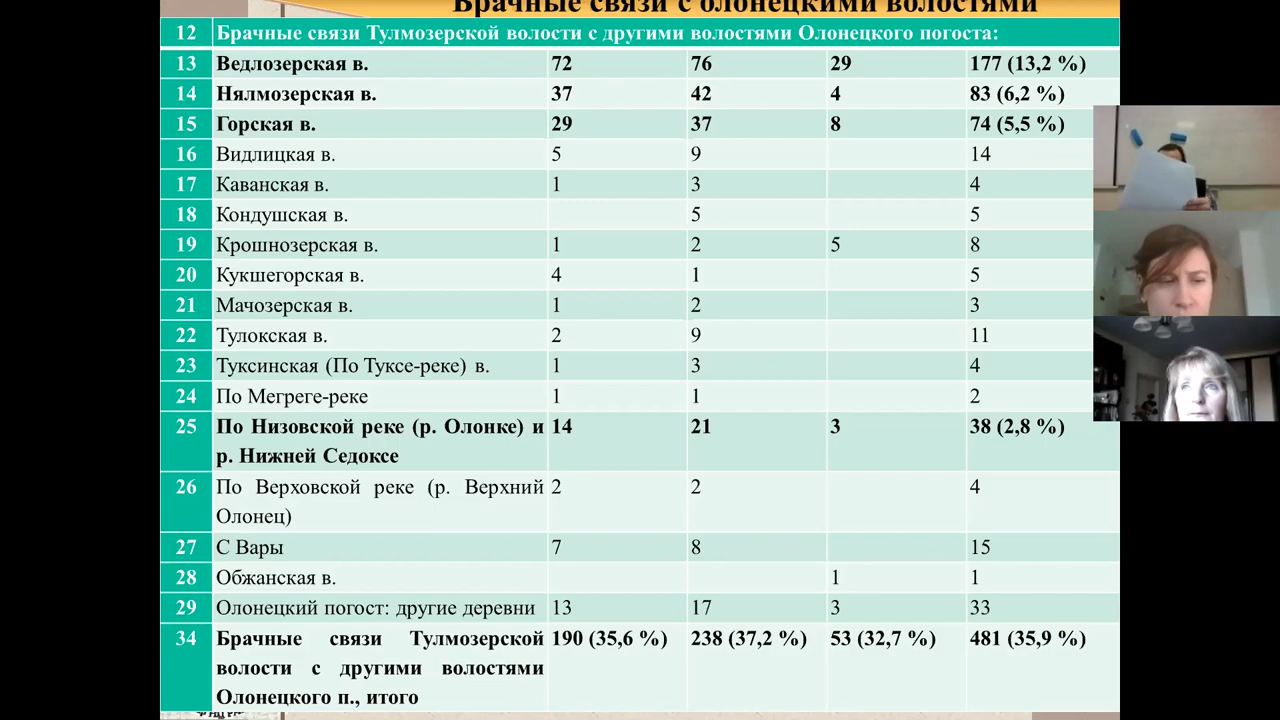 Брачные связи с олонецкими волостями
12 Брачные связи Тулмозерской волости с другими волостями Олонецкого погоста:
13 Ведлозерская в. 72 76 29 177 (13,2 %)
14 Нялмозерская в. 37 42 4 83 (6,2 %)
15 Горская в. 29 37 8 74 (5,5 %)
16 Видлицкая в. 5 9 14
17 Каванская в. 1 3 4
18 Кондушская в. 5 5
19 Крошнозерская в. 1 2 5 8
20 Кукшегорская в. 4 1 5
21 Мачозерская в. 1 2 3
22 Тулокская в. 2 9 11
23 Туксинская (По Туксе-реке) в. 1 3 4
24 По Мегреге-реке 1 1 2
25 По Низовской реке (р. Олонке) и 14 21 3 38 (2,8 %)
р. Нижней Седоксе
26 По Верховской реке (р. Верхний 2 2 4
Олонец)
27 С Вары 7 8 15
28 Обжанская в. 1 1
29 Олонецкий погост: другие деревни 13 17 3 33
34 Брачные связи Тулмозерской 190 (35,6 %) 238 (37,2 %) 53 (32,7 %) 481 (35,9 %)
волости с другими волостями
Олонецкого п., итого